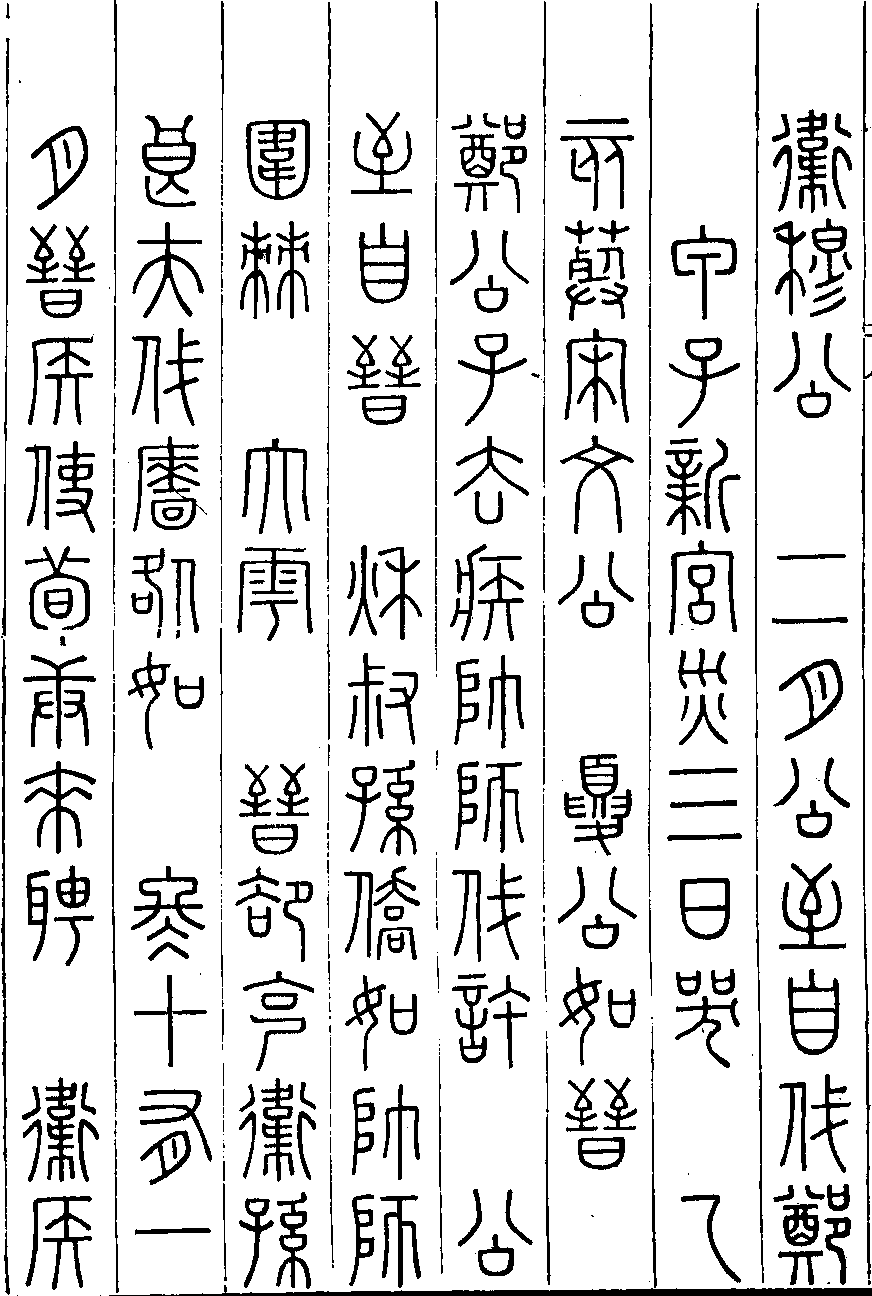 衛穆公 二月公至自伐鄭
甲子新宮災三日哭 乙
亥葬宋文公 夏公如晉
鄭公子去疾帥師伐許 公
至自晉 秋叔孫僑如帥師
圍棘 大雩 晉郤克衛孫
良夫伐廧咎如 冬十有一
月晉侯使荀庚來聘 衛侯